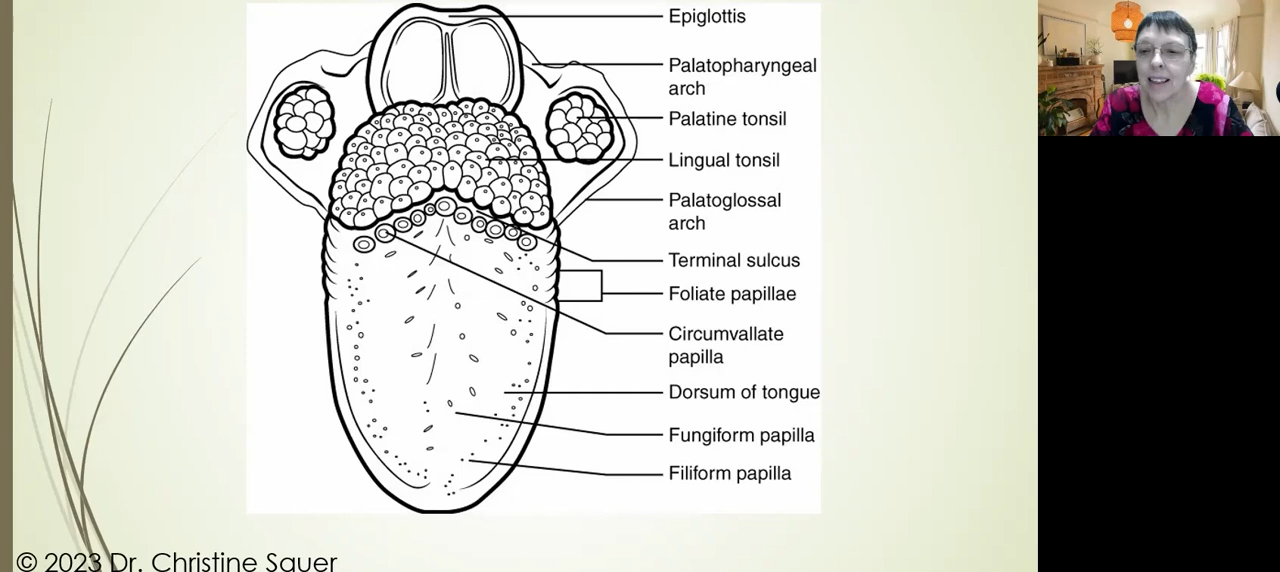 Epiglottis
Palatopharyngeal
arch
Palatine tonsil
Lingual tonsil
Palatoglossal
arch
Terminal sulcus
Foliate papillae
Circumvallate
papilla
Dorsum of tongue
Fungiform papilla
Filiform papilla
© 2023 Dr. Christine Sauer